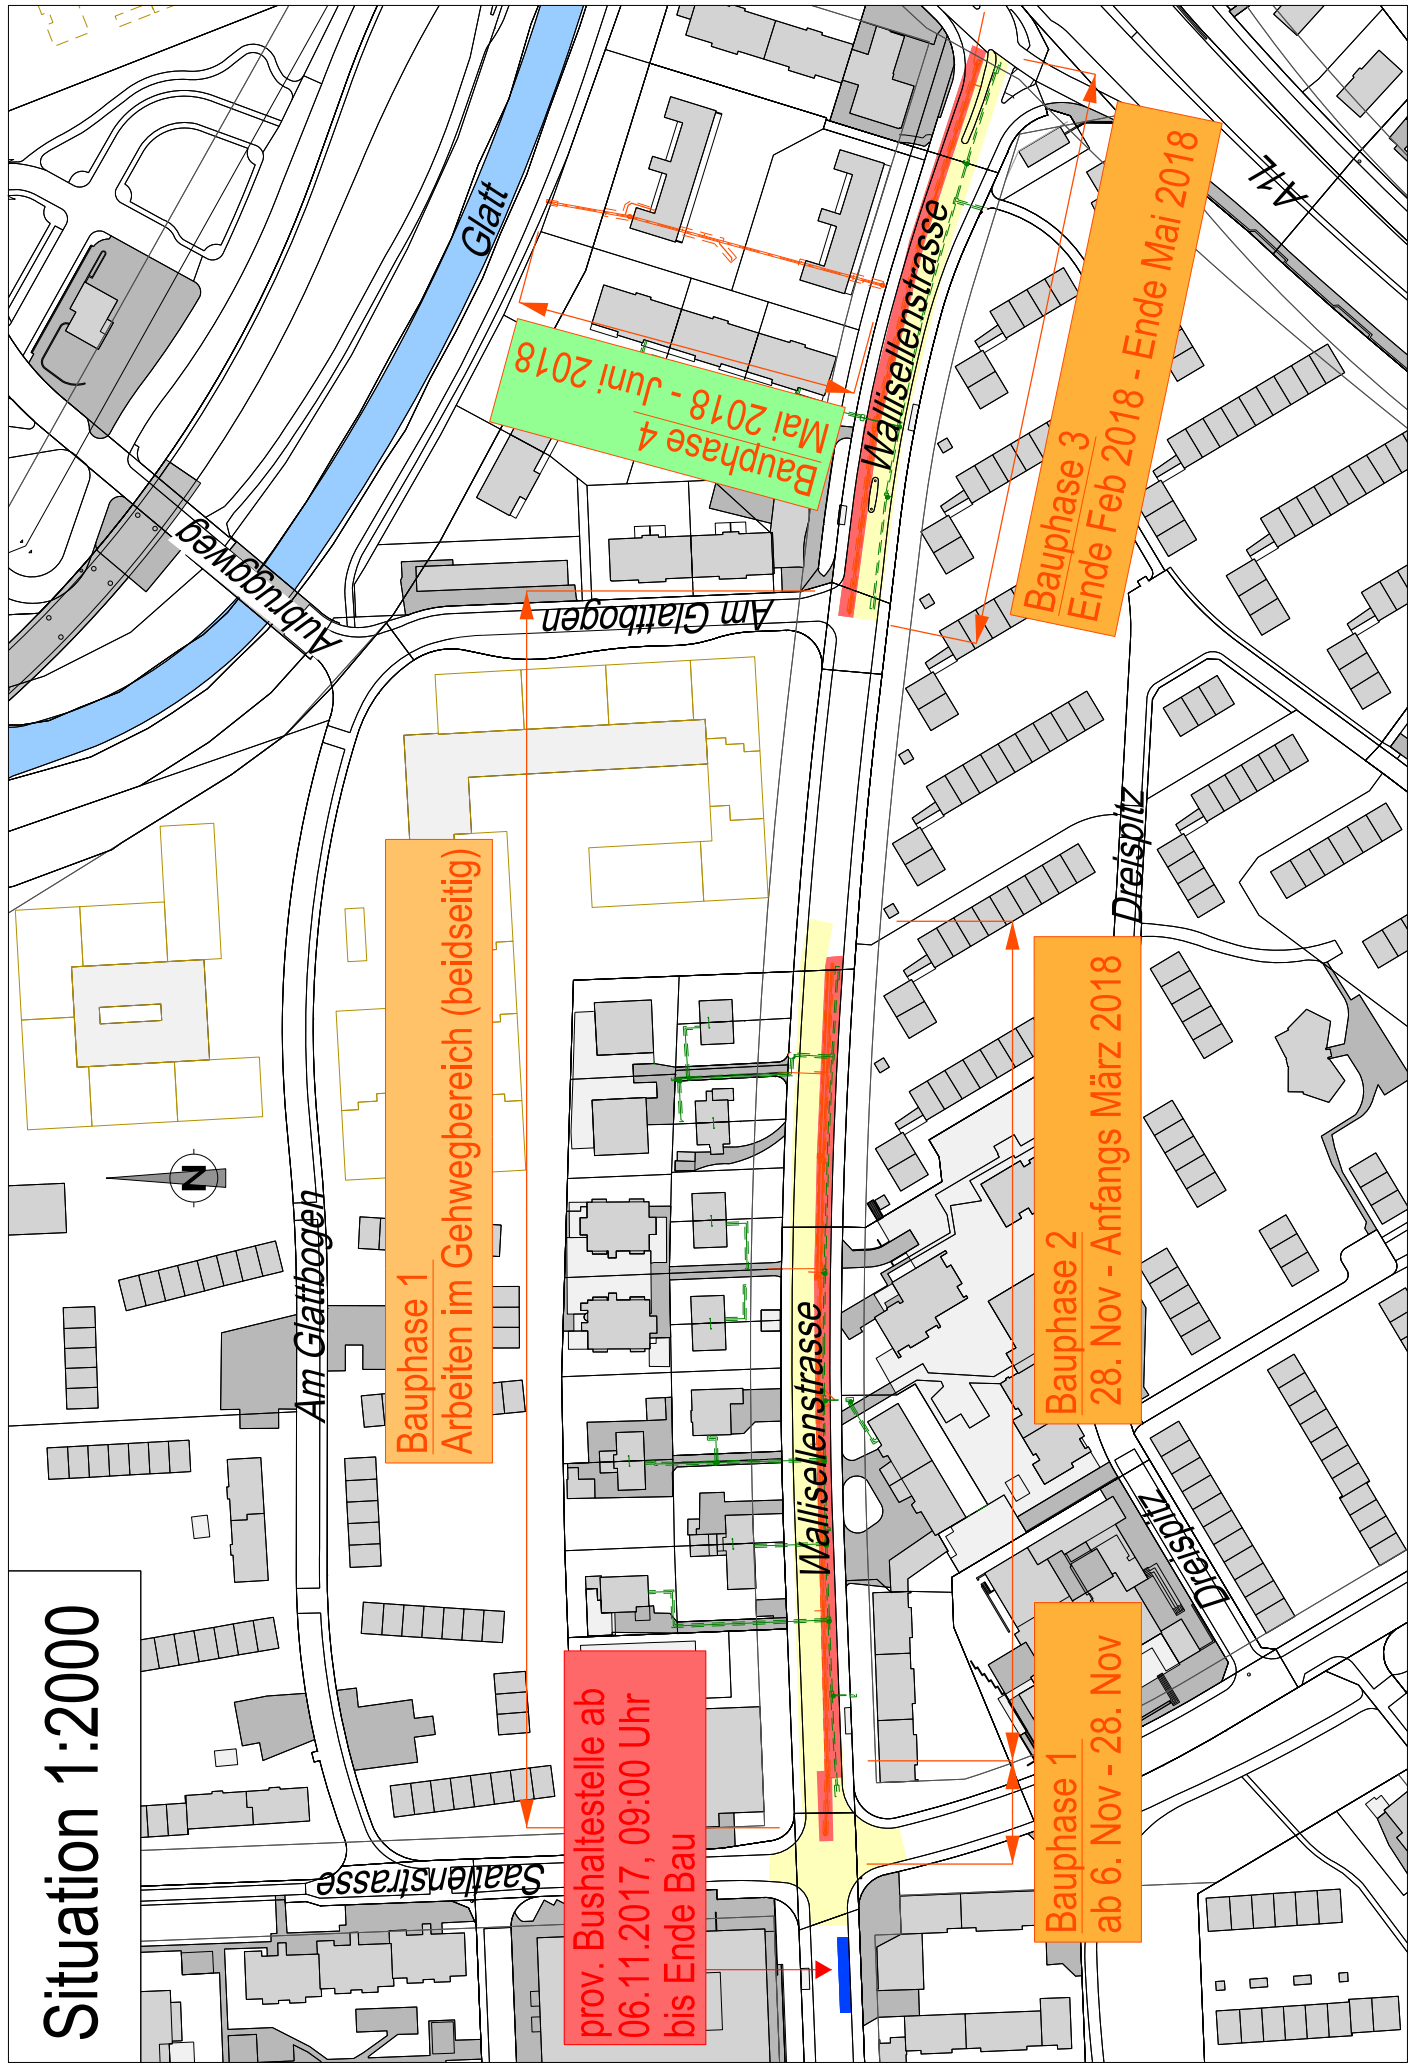 Situation 1:2000
Saatlenstrasse
Am Glattbogen
N
Aubruggweg
Glatt
Am Glattbogen
Bauphase 1
Arbeiten im Gehwegbereich (beidseitig)
Bauphase 4
Mai 2018 - Juni 2018
prov. Bushaltestelle ab
06.11.2017, 09:00 Uhr
bis Ende Bau
Wallisellenstrasse
Wallisellenstrasse
Bauphase 1
ab 6. Nov - 28. Nov
Bauphase 2
28. Nov - Anfangs März 2018
Bauphase 3
Ende Feb 2018 - Ende Mai 2018
Dreispitz
Dreispitz
A1L